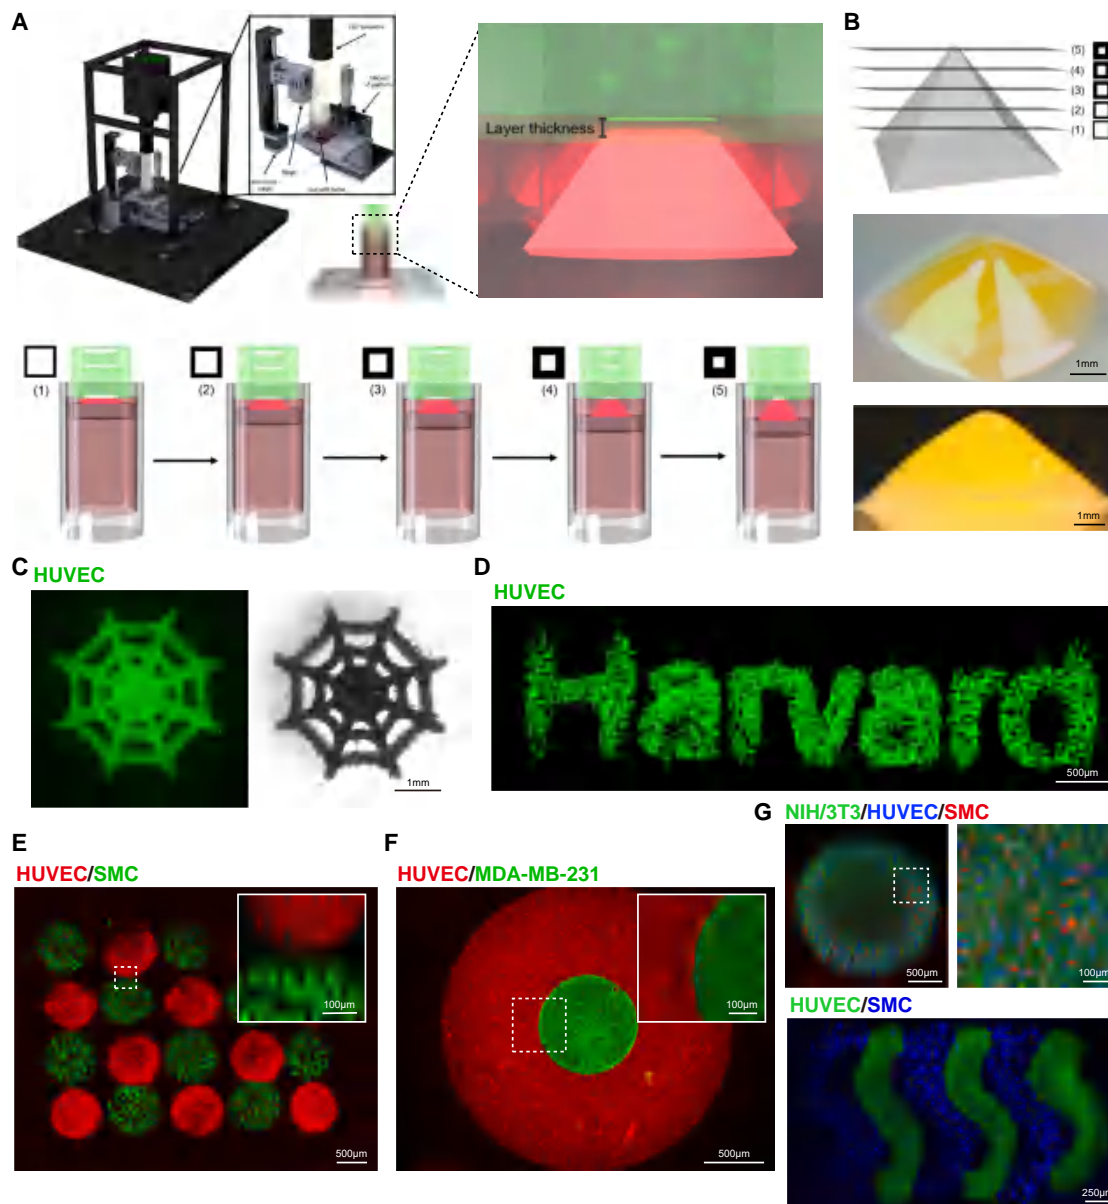 A
Layer thickness
B
(5)
(4)
(3)
(2)
(1)
1mm
1mm
(1)
(2)
(3)
(4)
(5)
C
HUVEC
1mm
D
HUVEC
Harvard
500µm
E
HUVEC/SMC
100µm
500µm
F
HUVEC/MDA-MB-231
100µm
500µm
G
NIH/3T3/HUVEC/SMC
500µm
100µm
HUVEC/SMC
250µm